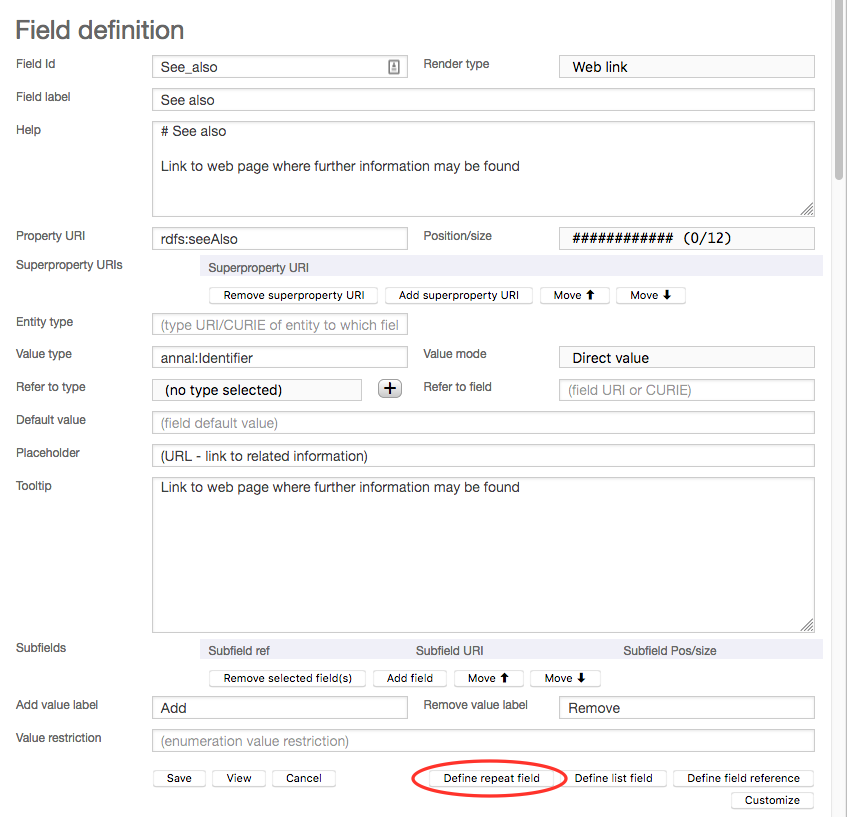 Field definition
Field Id See_also Render type Web link
Field label See also
Help # See also
Link to web page where further information may be found
Property URI rdfs:seeAlso Position/size ############ (0/12)
Superproperty URIs Superproperty URI
Remove superproperty URI Add superproperty URI Move ⬆ Move ⬇
Entity type (type URI/CURIE of entity to which fiel
Value type annal:Identifier Value mode Direct value
Refer to type (no type selected) + Refer to field (field URI or CURIE)
Default value (field default value)
Placeholder (URL - link to related information)
Tooltip Link to web page where further information may be found
Subfields Subfield ref Subfield URI Subfield Pos/size
Remove selected field(s) Add field Move ⬆ Move ⬇
Add value label Add Remove value label Remove
Value restriction (enumeration value restriction)
Save View Cancel Define repeat field Define list field Define field reference
Customize